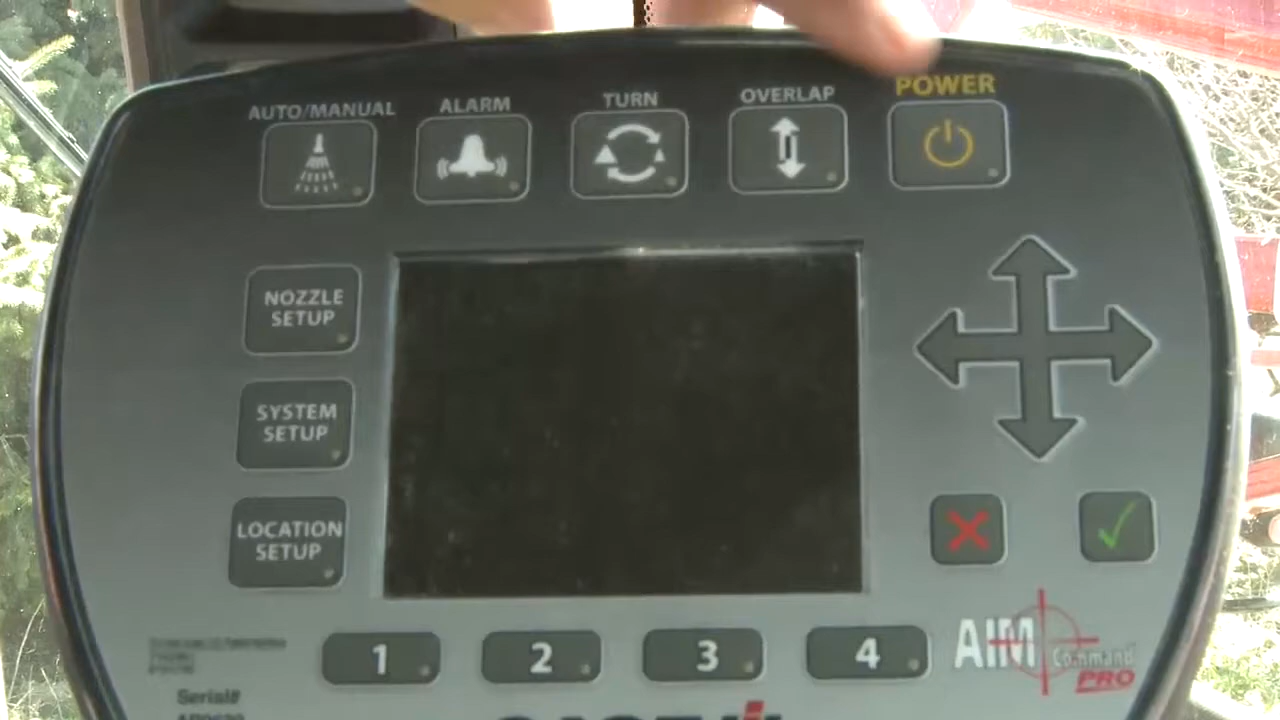 AUTO/MANUAL
ALARM
TURN
OVERLAP
POWER
NOZZLE
SETUP
SYSTEM
SETUP
LOCATION
SETUP
1
2
3
4
AIM
Command
PRO
Serial#